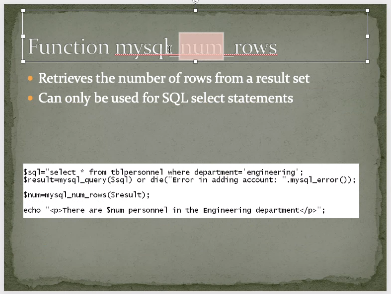 Function mysql_num_rows
Retrieves the number of rows from a result set
Can only be used for SQL select statements
$sql="select * from tblpersonnel where department='engineering';
$result=mysql_query($sql) or die("Error in adding account: ".mysql_error());
$num=mysql_num_rows($result);
echo "<p>There are $num personnel in the Engineering department</p>";